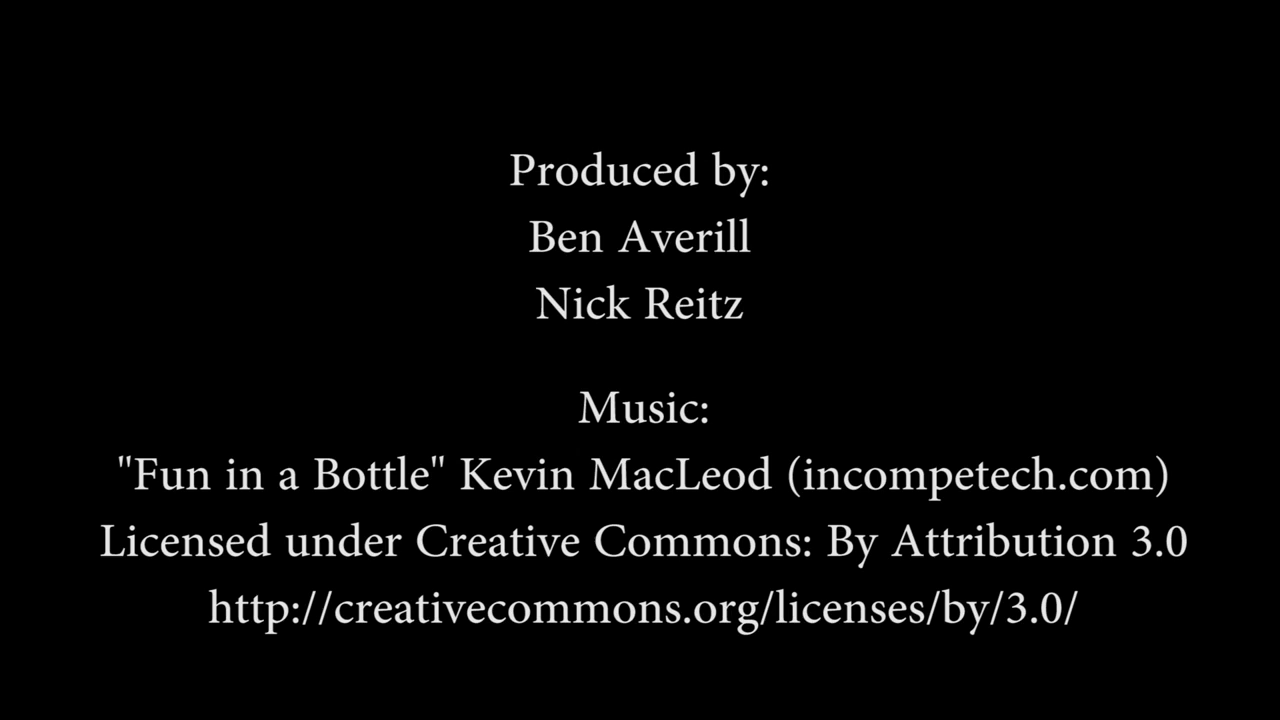 Produced by:
Ben Averill
Nick Reitz
Music:
"Fun in a Bottle" Kevin MacLeod (incompetech.com)
Licensed under Creative Commons: By Attribution 3.0
http://creativecommons.org/licenses/by/3.0/